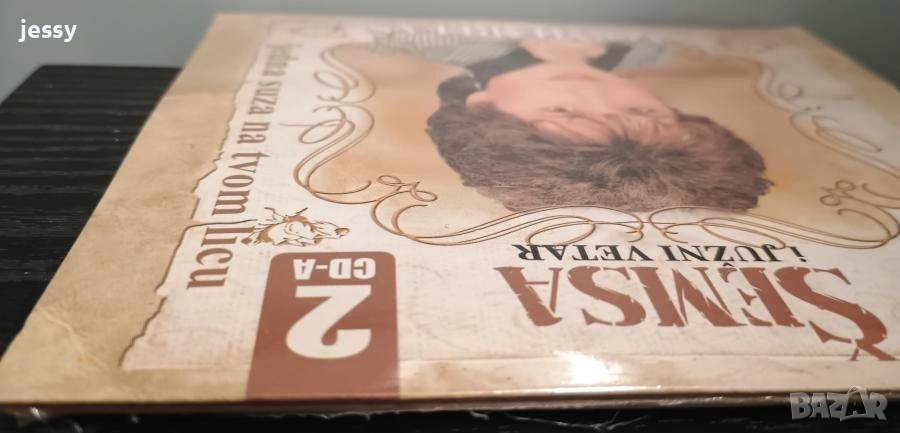 jessy
ŠEMSA
i JUŽNI VETAR
jedna suza na tvom licu
2
CD-A
BAZAR